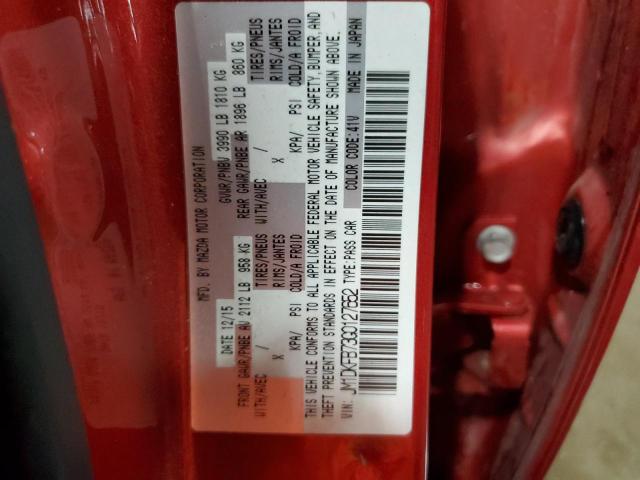 MFD. BY MAZDA MOTOR CORPORATION
DATE 12/15 GVWR/PNBV 3990 LB 1810 KG
FRONT GAWR/PNBE AV 2112 LB 958 KG REAR GAWR/PNBE AR 1896 LB 860 KG
WITH/AVEC TIRES/PNEUS WITH/AVEC TIRES/PNEUS
X / RIMS/JANTES X / RIMS/JANTES
KPA/ PSI COLD/A FROID KPA/ PSI COLD/A FROID
THIS VEHICLE CONFORMS TO ALL APPLICABLE FEDERAL MOTOR VEHICLE SAFETY, BUMPER, AND
THEFT PREVENTION STANDARDS IN EFFECT ON THE DATE OF MANUFACTURE SHOWN ABOVE.
VIN: JM1DKFB73G0127652 TYPE:PASS CAR COLOR CODE:41V MADE IN JAPAN